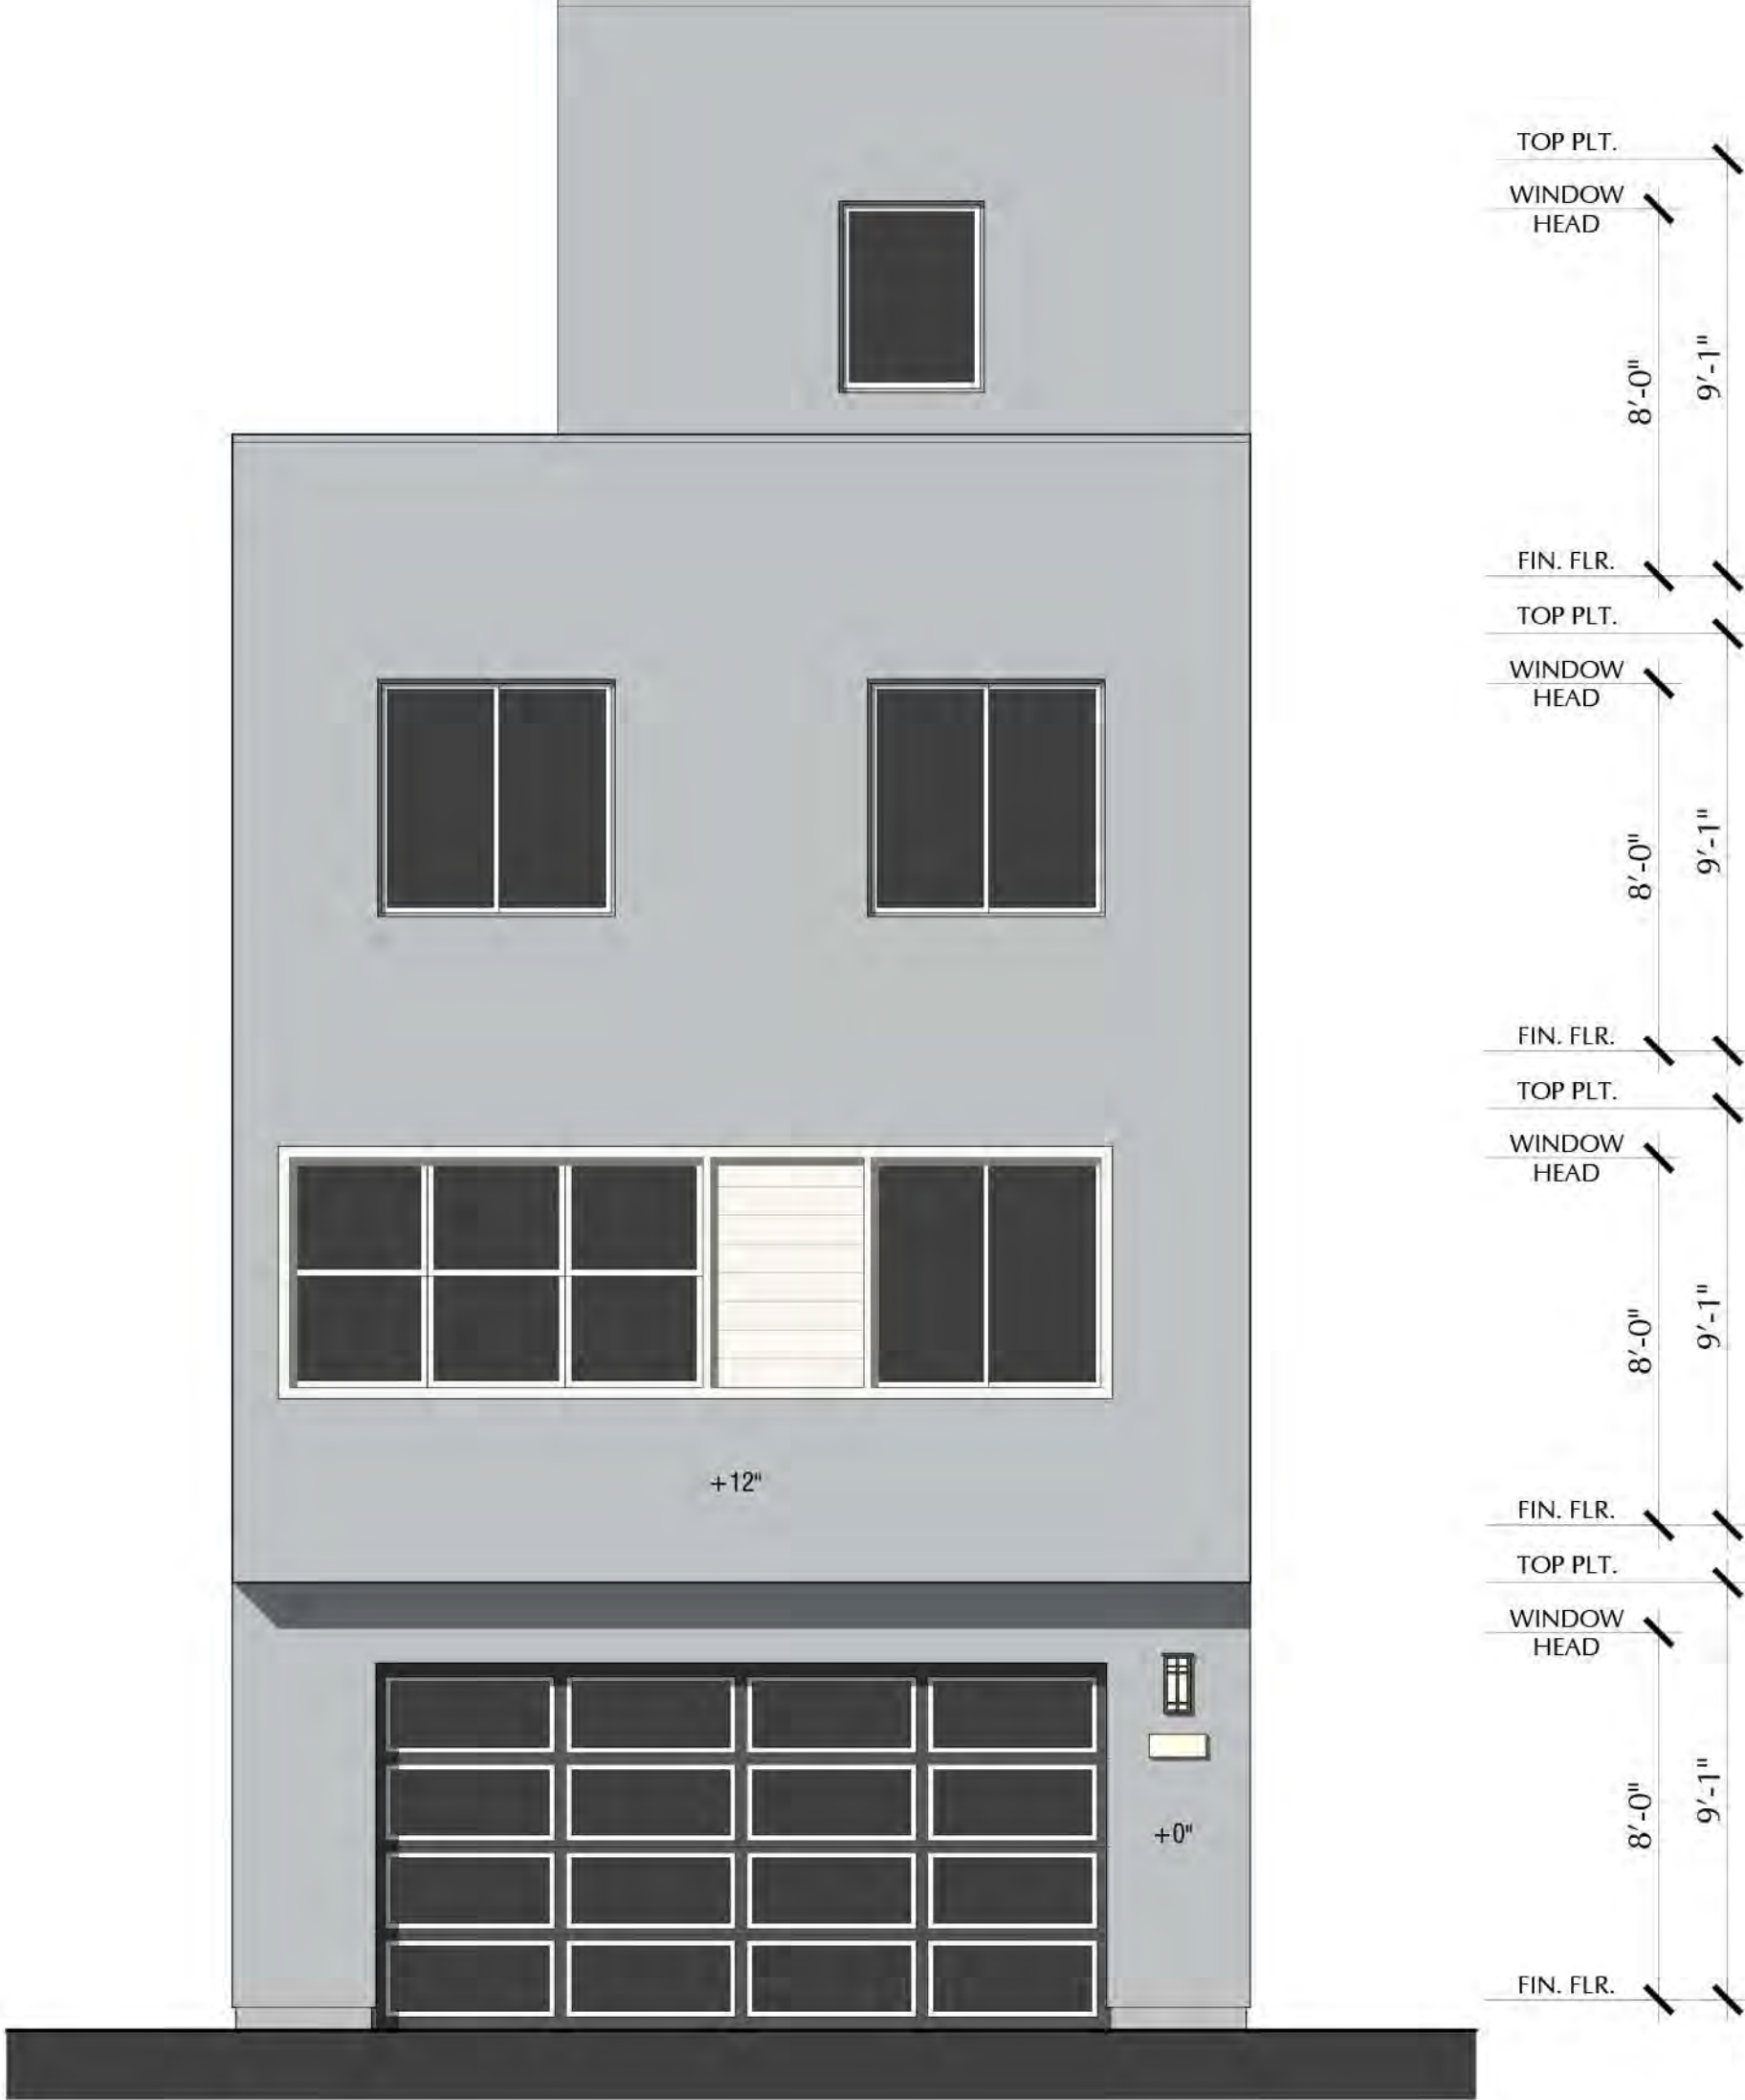 TOP PLT.
WINDOW
HEAD
8'-0"
9'-1"
FIN. FLR.
TOP PLT.
WINDOW
HEAD
8'-0"
9'-1"
FIN. FLR.
TOP PLT.
WINDOW
HEAD
8'-0"
9'-1"
+12"
FIN. FLR.
TOP PLT.
WINDOW
HEAD
8'-0"
9'-1"
+0"
FIN. FLR.